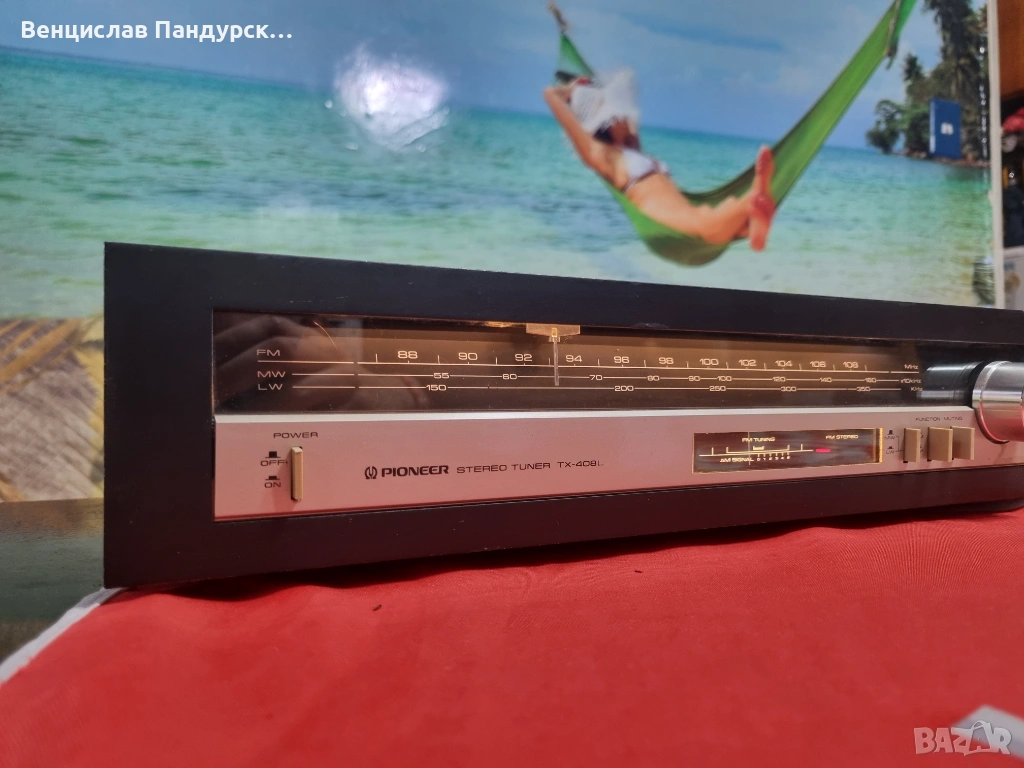 Венцислав Пандурск...
FM 88 90 92 94 96 98 100 102 104 106 108 MHz
MW 55 60 70 80 90 100 120 140 160
LW 150 200 250 300 350 KHz
POWER
OFF
ON
PIONEER STEREO TUNER TX-408L
FM TUNING FM STEREO
AM SIGNAL
FUNCTION MUTING
MW
BAZAR